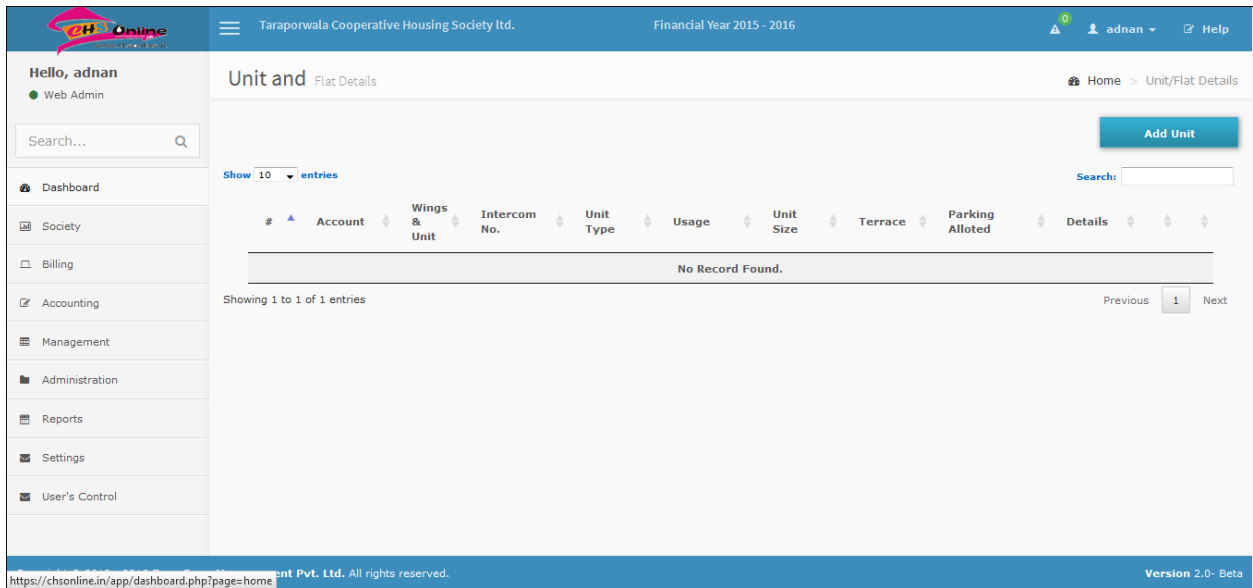 CHS Online
Taraporwala Cooperative Housing Society ltd.
Financial Year 2015 - 2016
0
adnan
Help
Hello, adnan
Web Admin
Unit and Flat Details
Home > Unit/Flat Details
Search...
Add Unit
Show 10 entries
Search:
# Account Wings & Unit Intercom No. Unit Type Usage Unit Size Terrace Parking Alloted Details
No Record Found.
Showing 1 to 1 of 1 entries
Previous 1 Next
Dashboard
Society
Billing
Accounting
Management
Administration
Reports
Settings
User's Control
ent Pvt. Ltd. All rights reserved.
Version 2.0- Beta
https://chsonline.in/app/dashboard.php?page=home